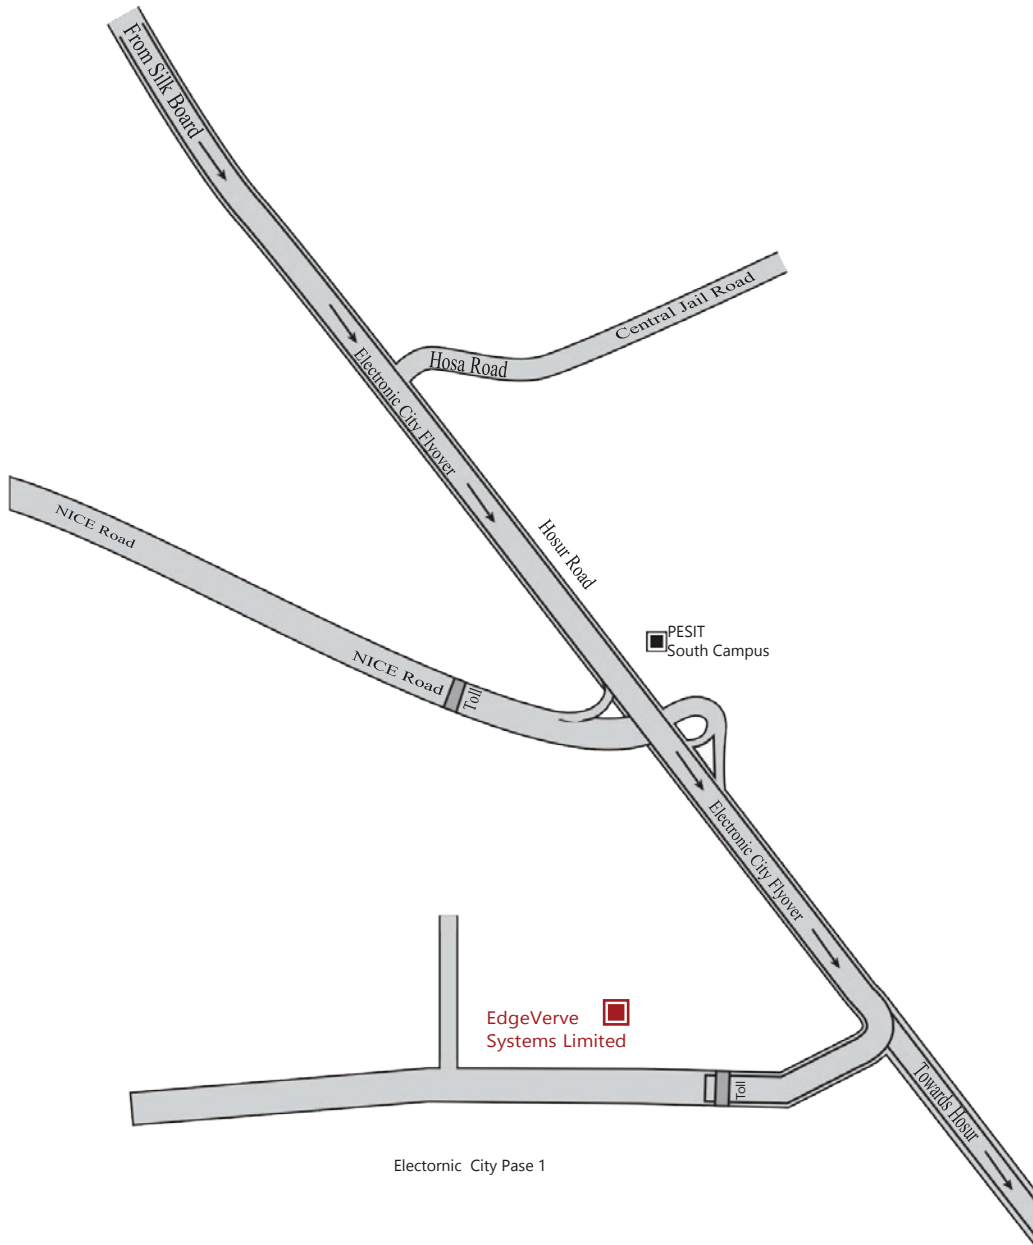 From Silk Board
Central Jail Road
Hosa Road
Electronic City Flyover
NICE Road
Hosur Road
PESIT
South Campus
NICE Road
Toll
Electronic City Flyover
EdgeVerve
Systems Limited
Toll
Towards Hosur
Electornic City Pase 1